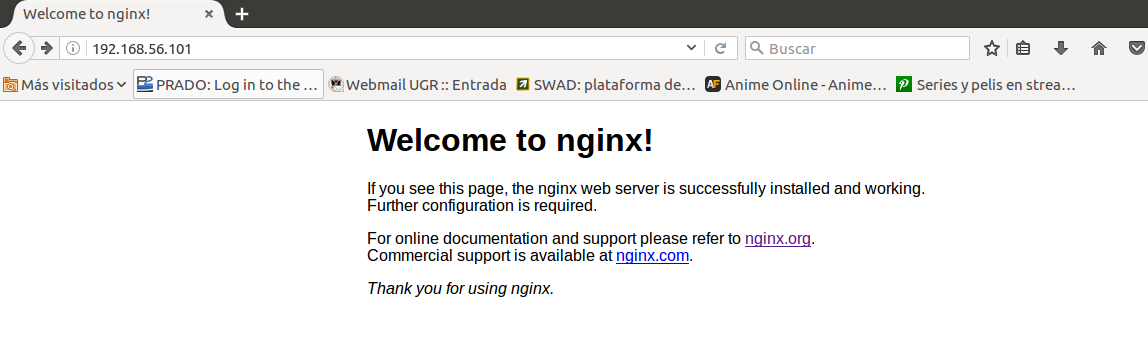 Welcome to nginx!
192.168.56.101
Buscar
Más visitados PRADO: Log in to the ... Webmail UGR :: Entrada SWAD: plataforma de... Anime Online - Anime... Series y pelis en strea...
Welcome to nginx!
If you see this page, the nginx web server is successfully installed and working.
Further configuration is required.
For online documentation and support please refer to nginx.org.
Commercial support is available at nginx.com.
Thank you for using nginx.